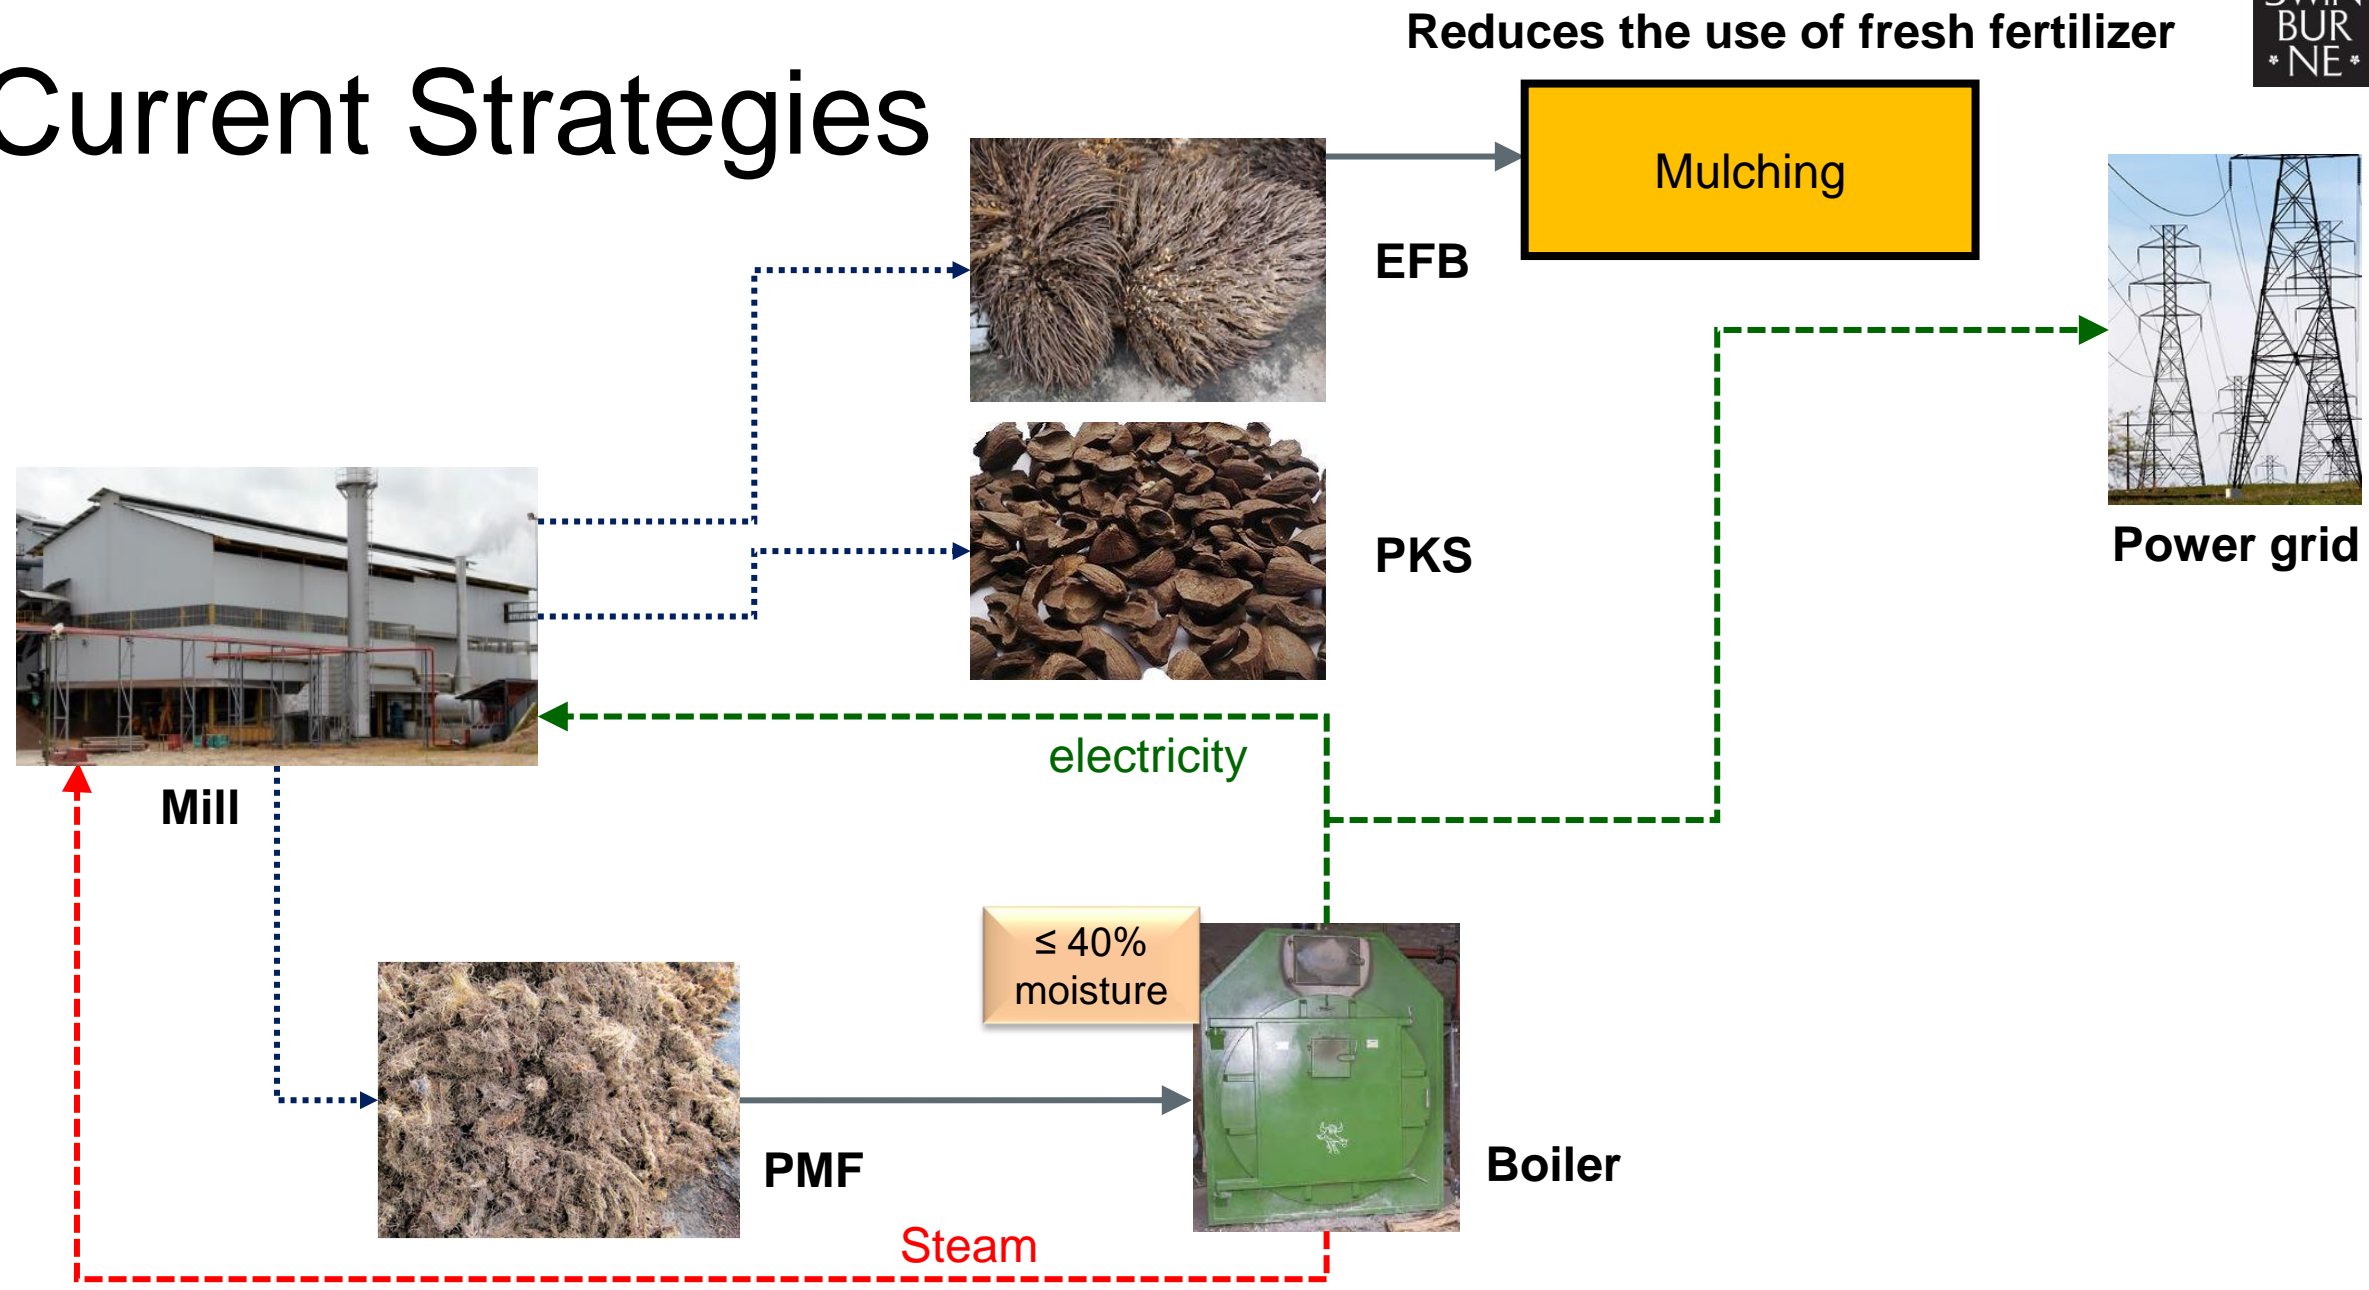 Reduces the use of fresh fertilizer
SWIN
BUR
* NE *
Current Strategies
Mulching
EFB
PKS
Power grid
electricity
Mill
≤ 40%
moisture
PMF
Boiler
Steam